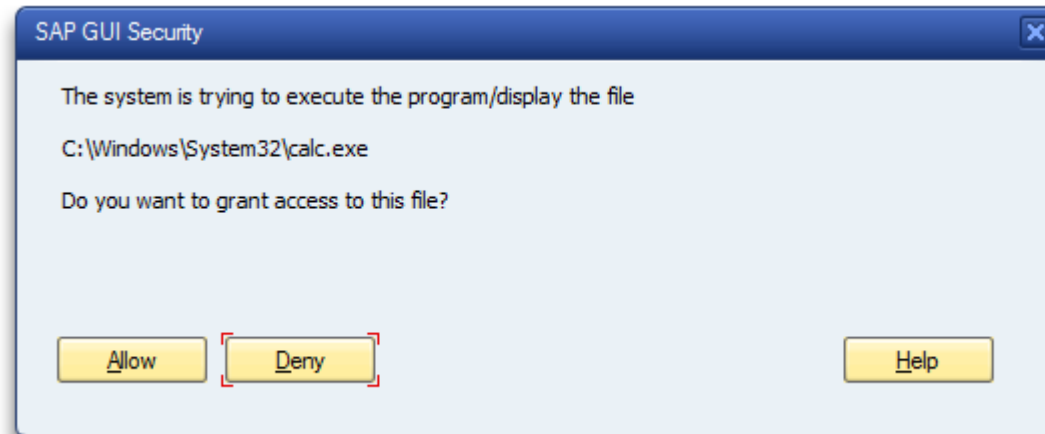 SAP GUI Security
The system is trying to execute the program/display the file
C:\Windows\System32\calc.exe
Do you want to grant access to this file?
Allow Deny Help